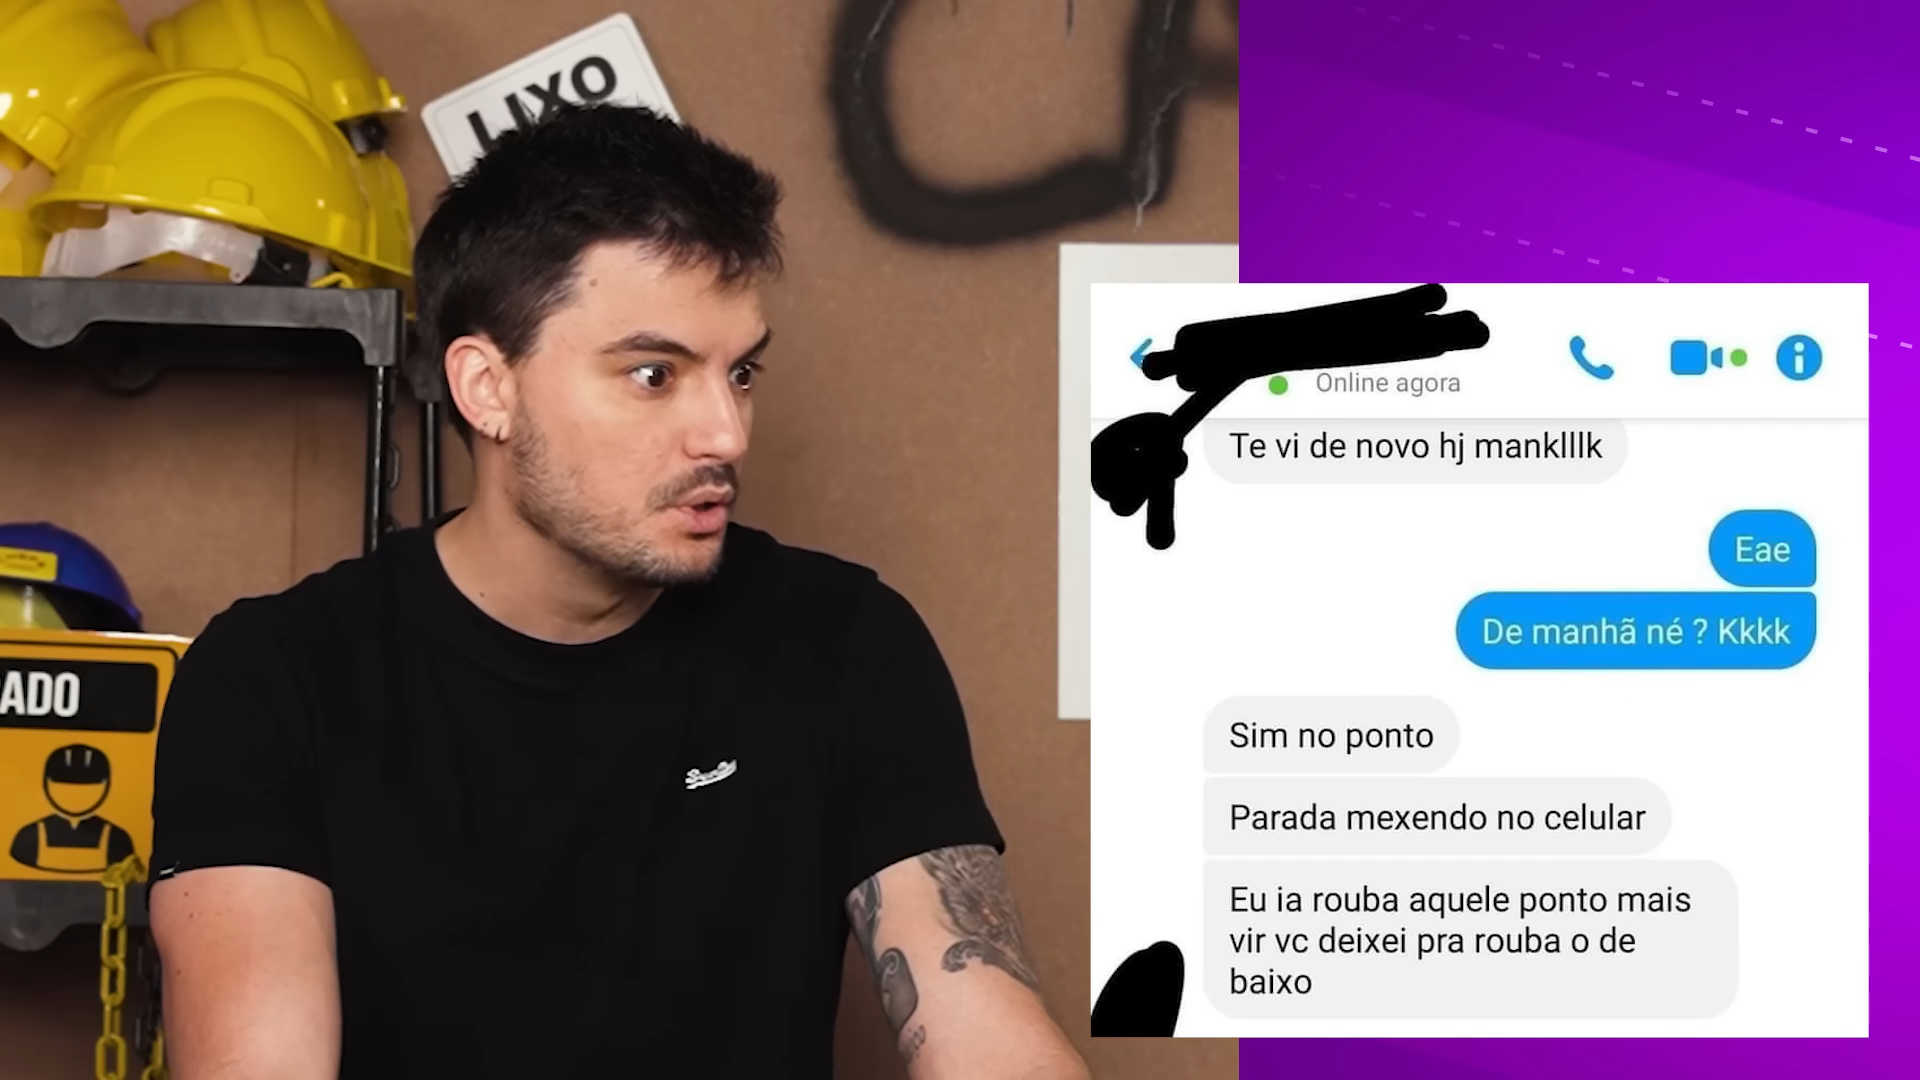 LIXO
CA
ADO
Online agora
Te vi de novo hj manklllk
Eae
De manhã né ? Kkkk
Sim no ponto
Parada mexendo no celular
Eu ia rouba aquele ponto mais
vir vc deixei pra rouba o de
baixo